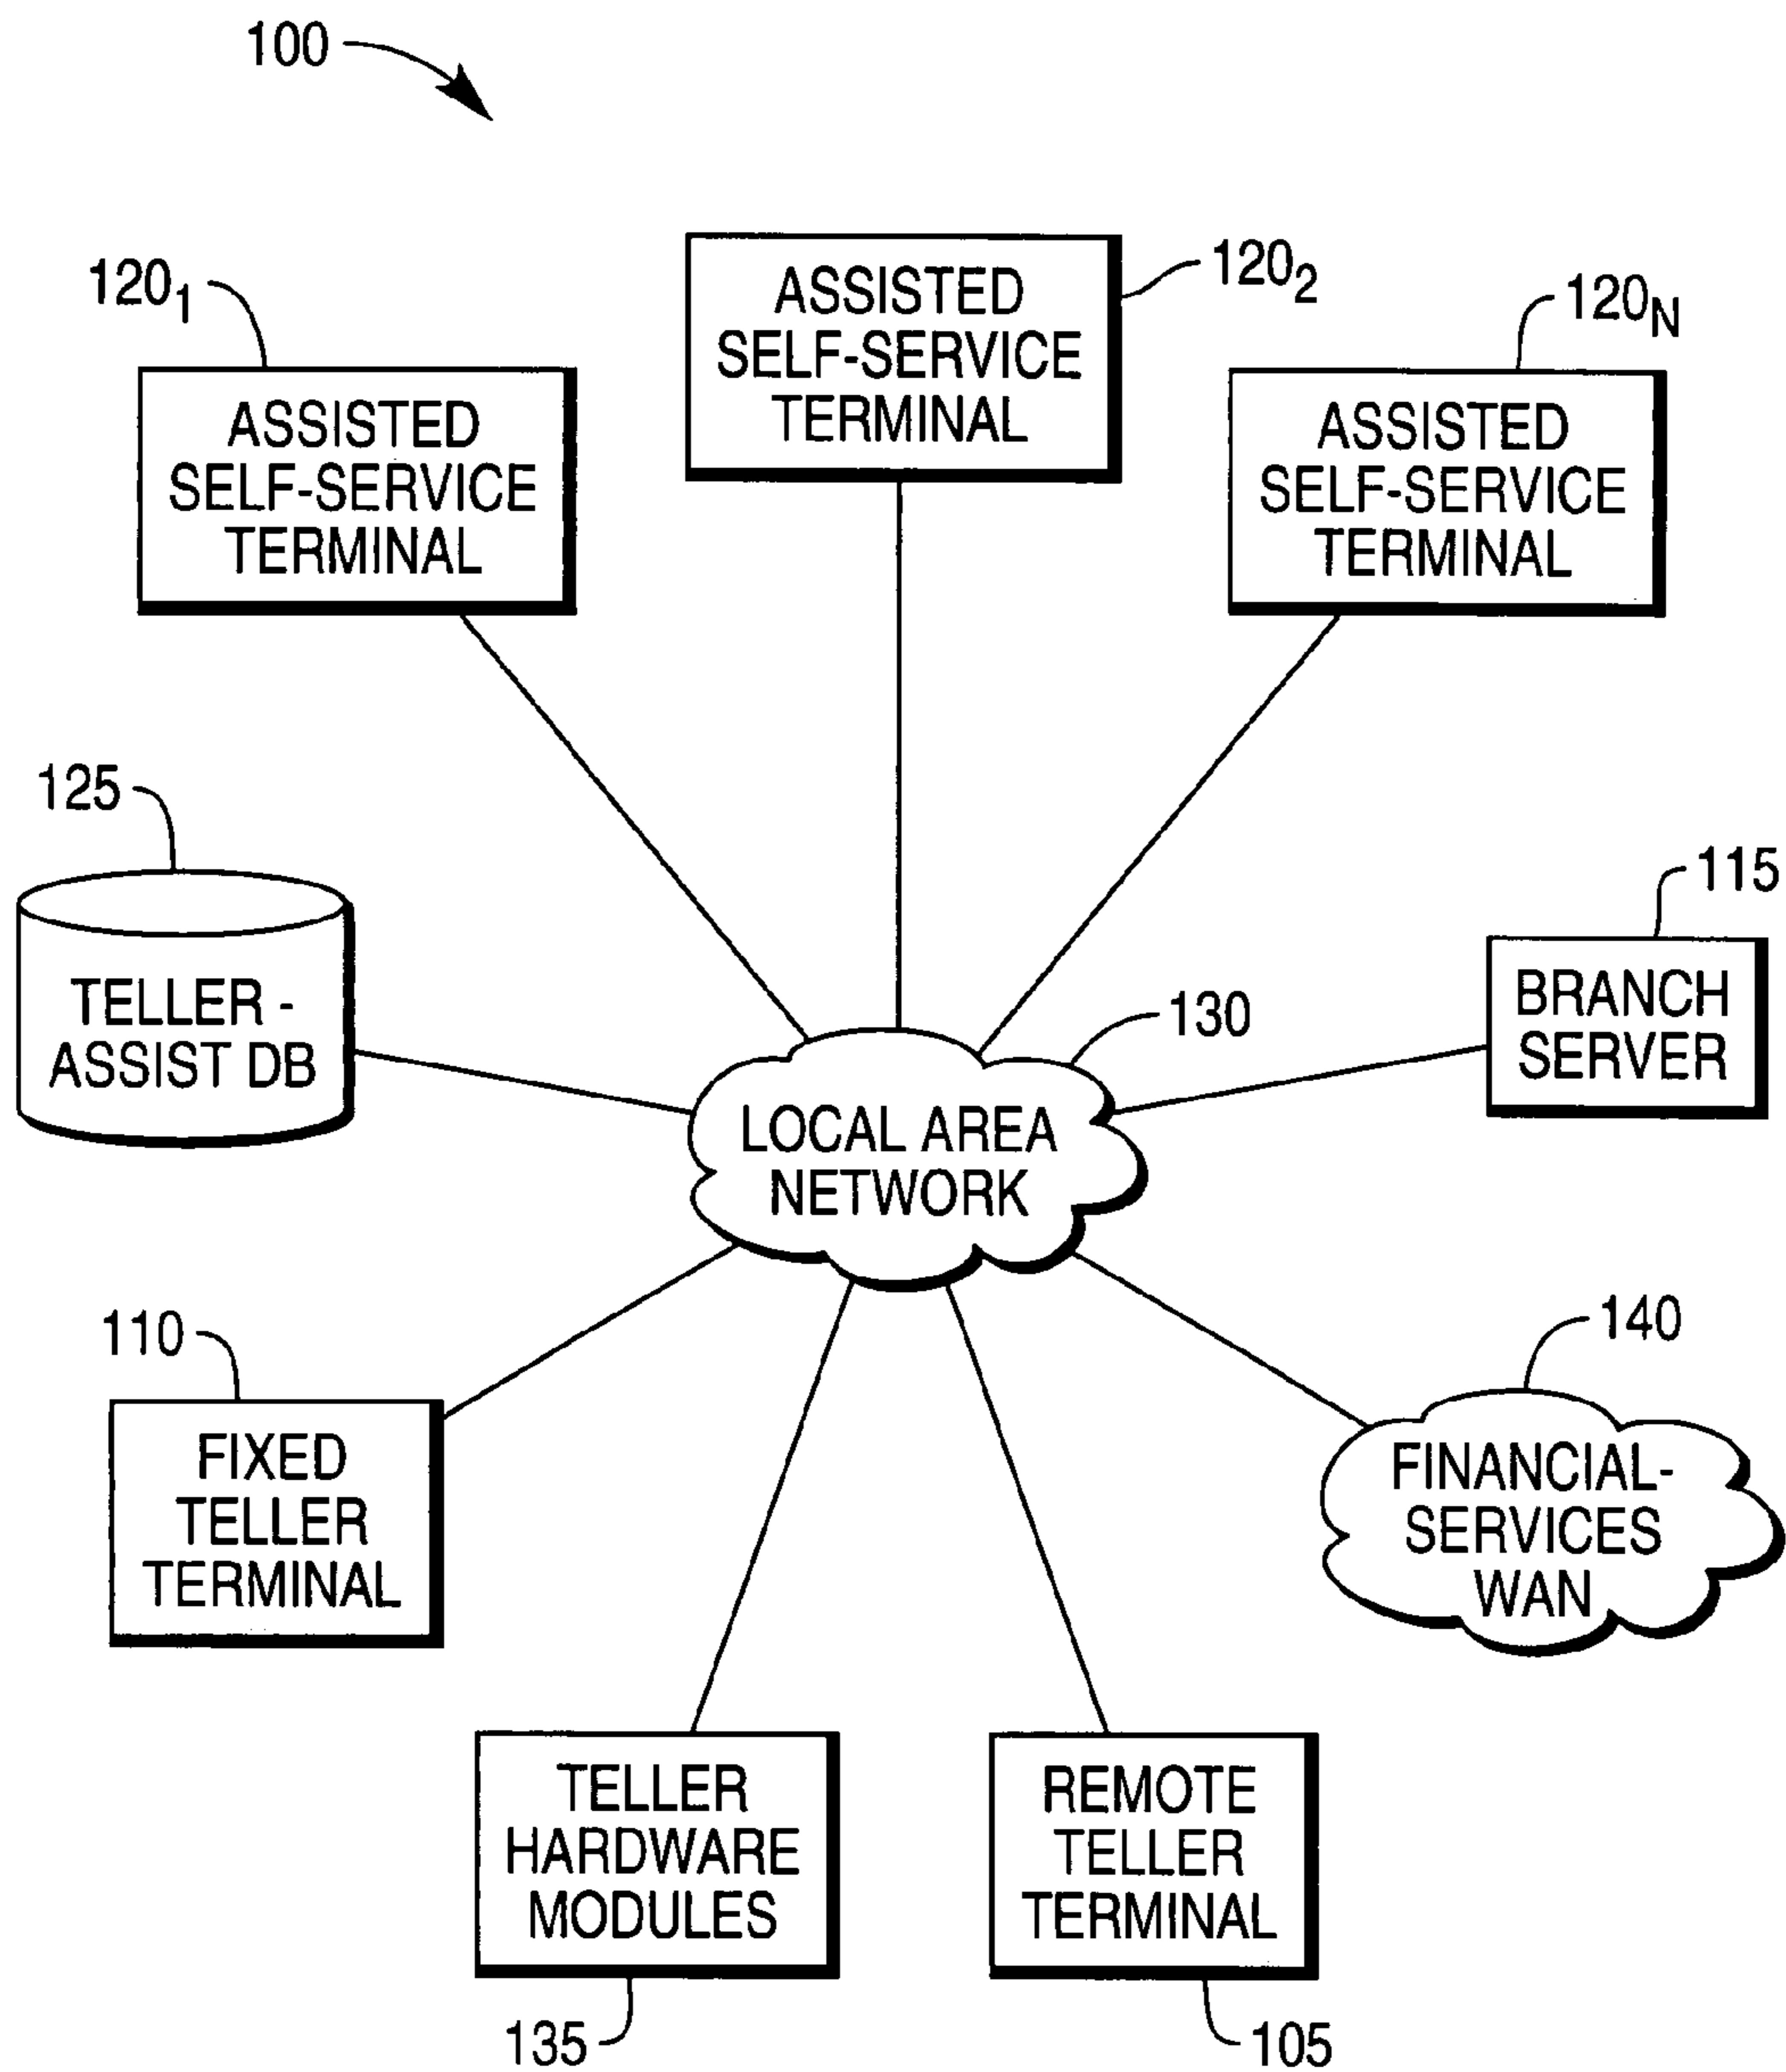 100
120₁
ASSISTED
SELF-SERVICE
TERMINAL
ASSISTED
SELF-SERVICE
TERMINAL
120₂
120_N
ASSISTED
SELF-SERVICE
TERMINAL
125
TELLER -
ASSIST DB
115
BRANCH
SERVER
130
LOCAL AREA
NETWORK
110
FIXED
TELLER
TERMINAL
140
FINANCIAL-
SERVICES
WAN
TELLER
HARDWARE
MODULES
135
REMOTE
TELLER
TERMINAL
105